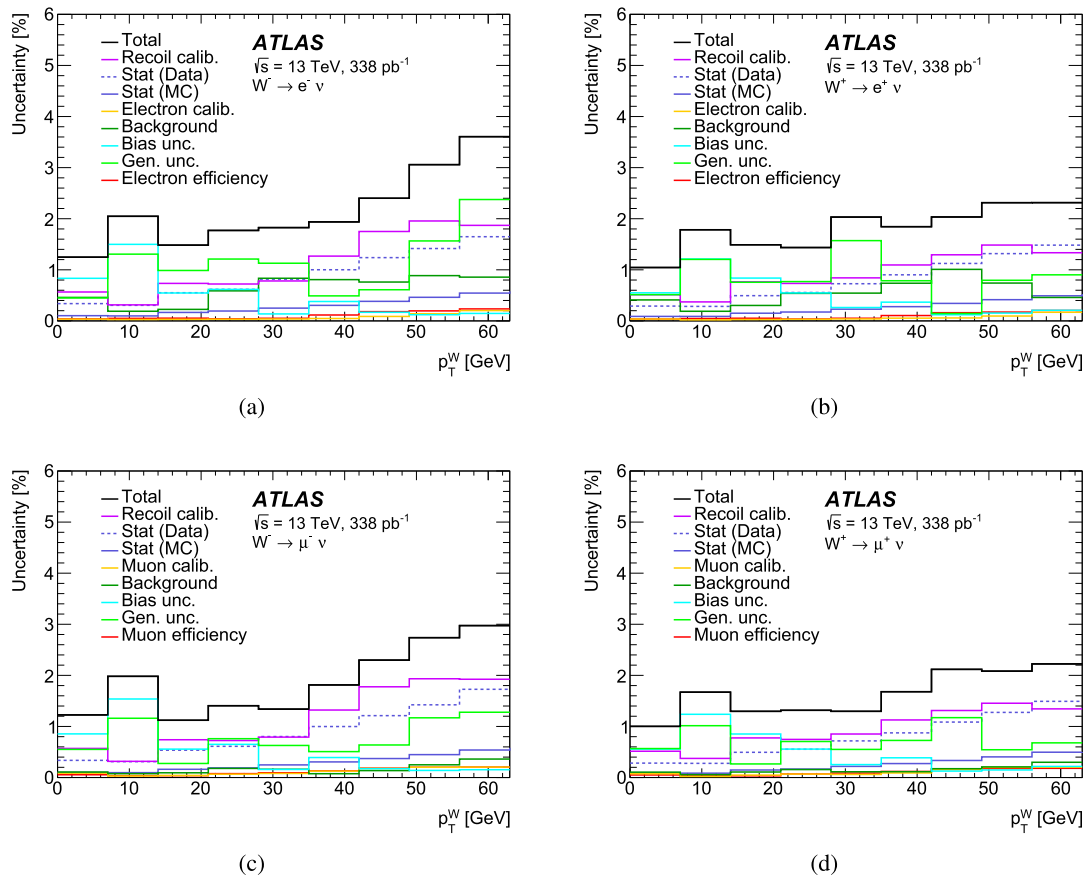 Uncertainty [%]
6
5
4
3
2
1
0
Total
Recoil calib.
Stat (Data)
Stat (MC)
Electron calib.
Background
Bias unc.
Gen. unc.
Electron efficiency
ATLAS
√s = 13 TeV, 338 pb⁻¹
W⁻ → e⁻ ν
0 10 20 30 40 50 60
p_T^W [GeV]
(a)
Uncertainty [%]
6
5
4
3
2
1
0
Total
Recoil calib.
Stat (Data)
Stat (MC)
Electron calib.
Background
Bias unc.
Gen. unc.
Electron efficiency
ATLAS
√s = 13 TeV, 338 pb⁻¹
W⁺ → e⁺ ν
0 10 20 30 40 50 60
p_T^W [GeV]
(b)
Uncertainty [%]
6
5
4
3
2
1
0
Total
Recoil calib.
Stat (Data)
Stat (MC)
Muon calib.
Background
Bias unc.
Gen. unc.
Muon efficiency
ATLAS
√s = 13 TeV, 338 pb⁻¹
W⁻ → μ⁻ ν
0 10 20 30 40 50 60
p_T^W [GeV]
(c)
Uncertainty [%]
6
5
4
3
2
1
0
Total
Recoil calib.
Stat (Data)
Stat (MC)
Muon calib.
Background
Bias unc.
Gen. unc.
Muon efficiency
ATLAS
√s = 13 TeV, 338 pb⁻¹
W⁺ → μ⁺ ν
0 10 20 30 40 50 60
p_T^W [GeV]
(d)